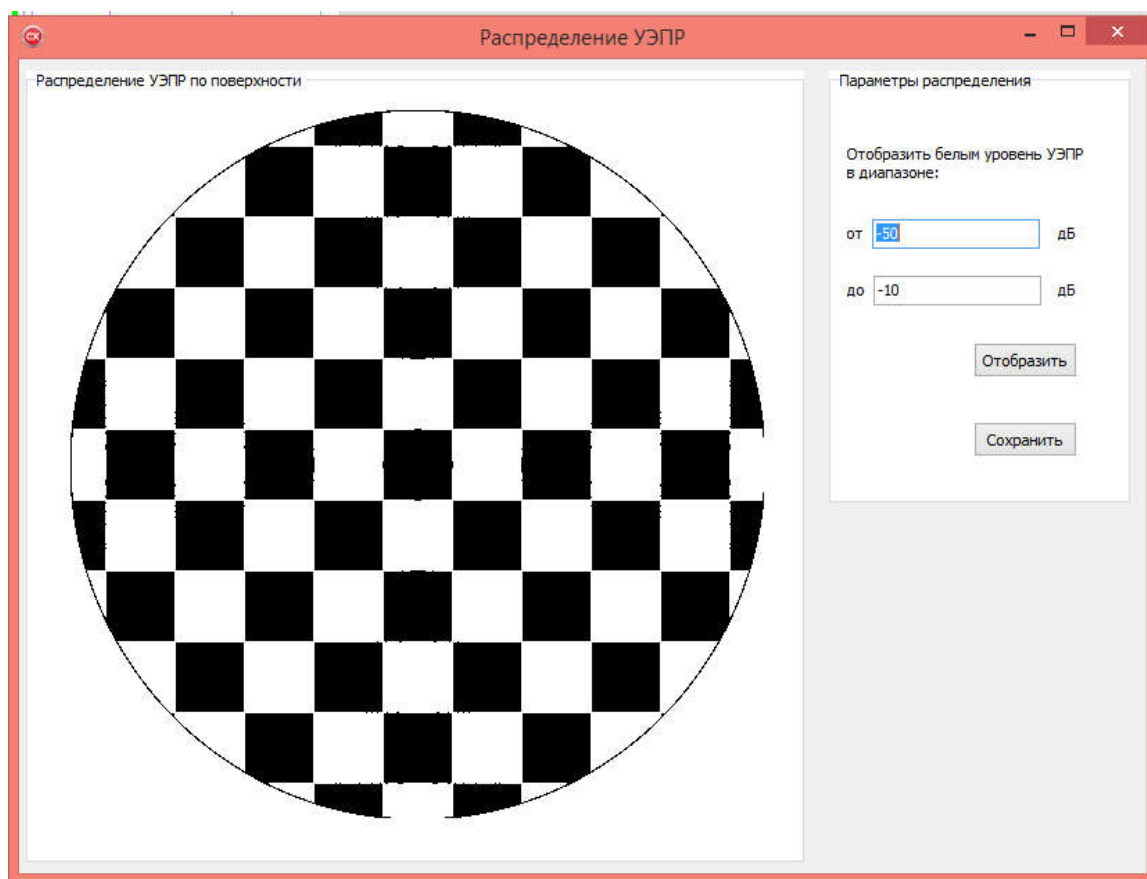 Распределение УЭПР
Распределение УЭПР по поверхности
Параметры распределения
Отобразить белым уровень УЭПР
в диапазоне:
от -50 дБ
до -10 дБ
Отобразить
Сохранить